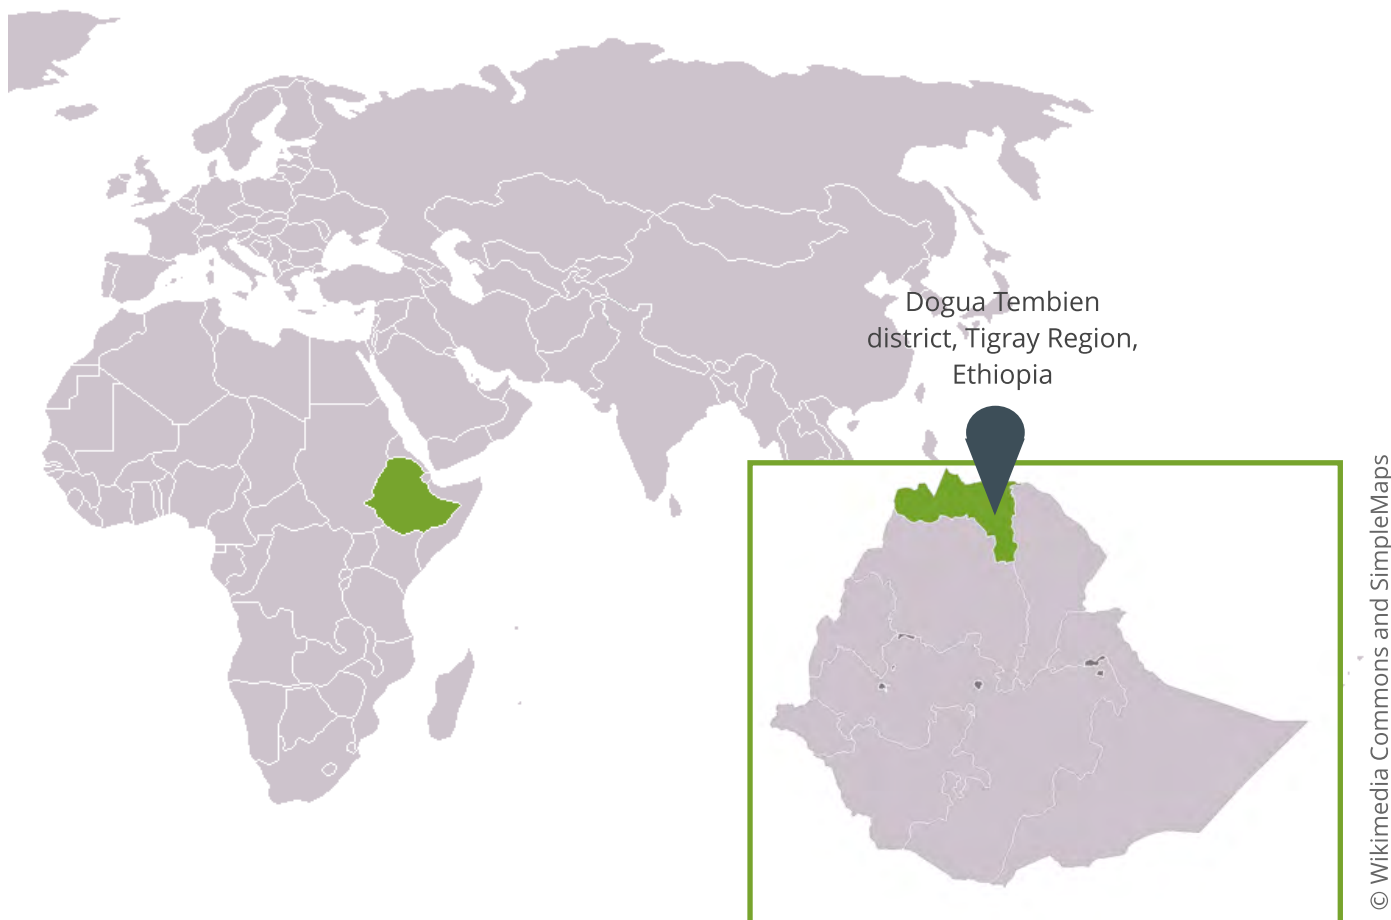 Dogua Tembien
district, Tigray Region,
Ethiopia
© Wikimedia Commons and SimpleMaps